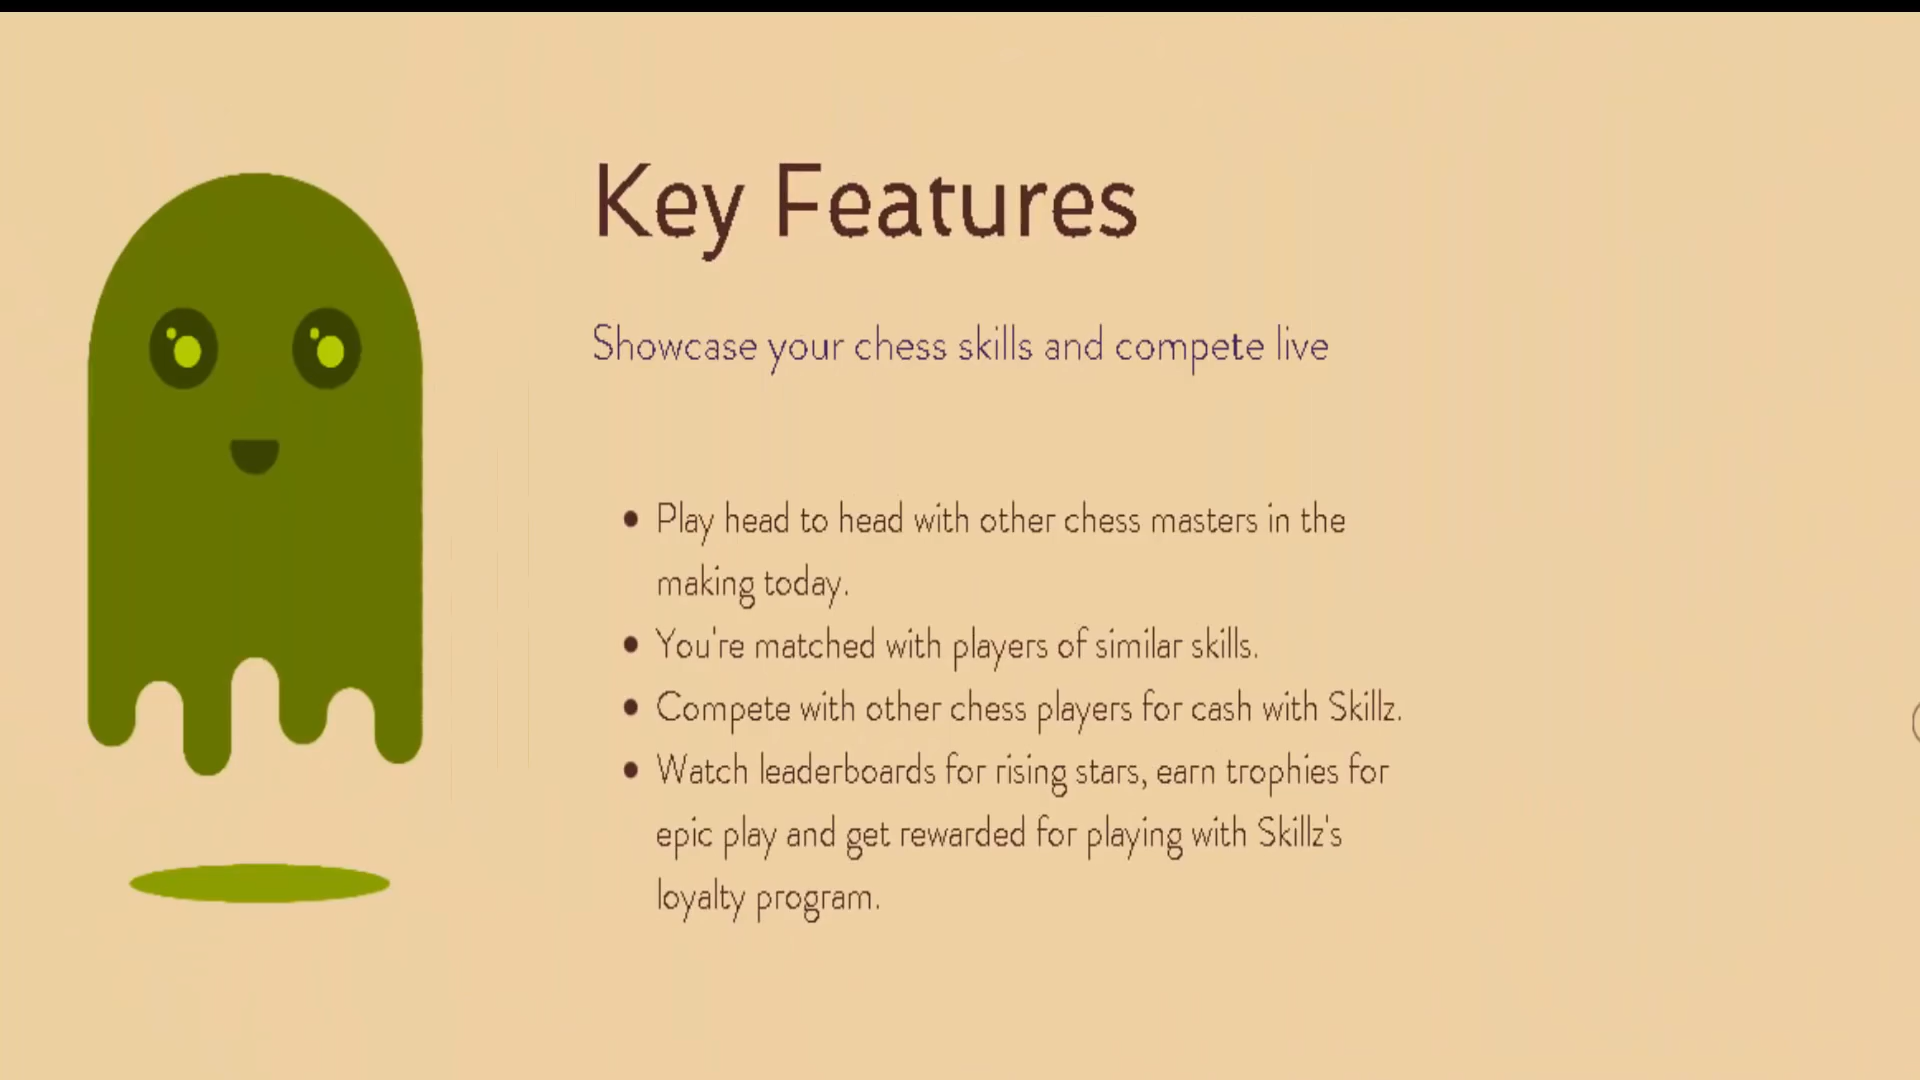 Key Features
Showcase your chess skills and compete live
• Play head to head with other chess masters in the
making today.
• You're matched with players of similar skills.
• Compete with other chess players for cash with Skillz.
• Watch leaderboards for rising stars, earn trophies for
epic play and get rewarded for playing with Skillz's
loyalty program.